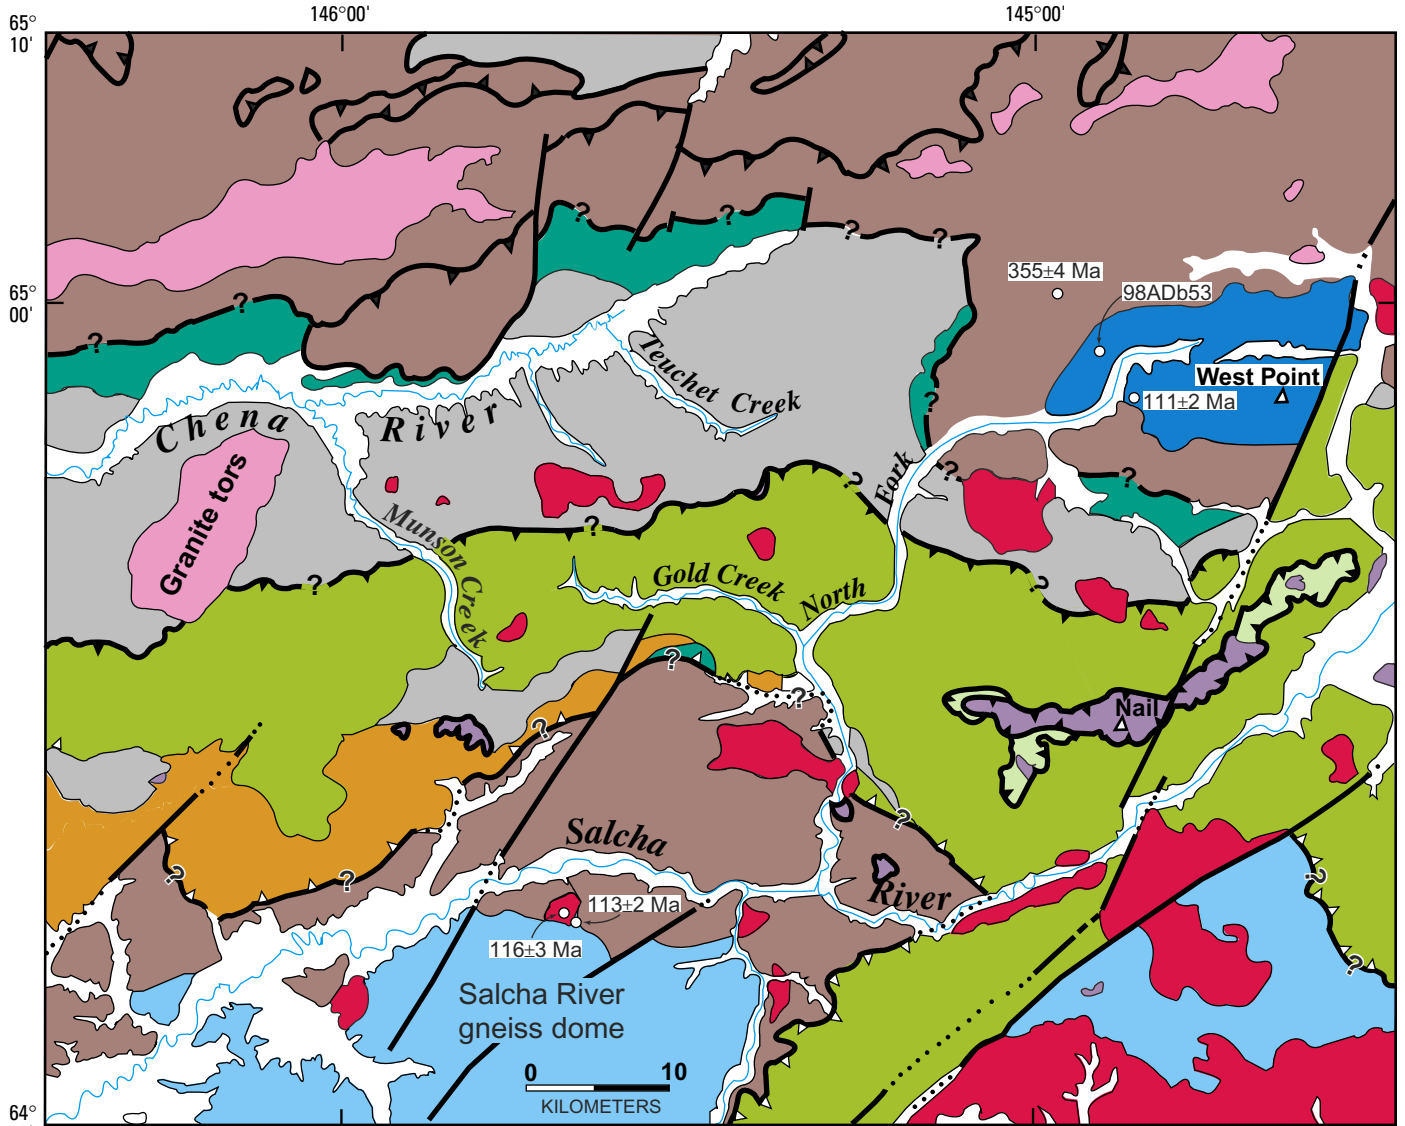 146°00'
145°00'
65°
10'
?
?
?
?
355±4 Ma
98ADb53
65°
00'
?
?
Teuchet Creek
West Point
111±2 Ma
?
Chena
River
Granite tors
Fork
?
?
?
?
Munson Creek
Gold Creek
North
?
?
?
?
Nail
?
Salcha
?
?
?
?
River
113±2 Ma
116±3 Ma
?
Salcha River
gneiss dome
0
10
KILOMETERS
64°